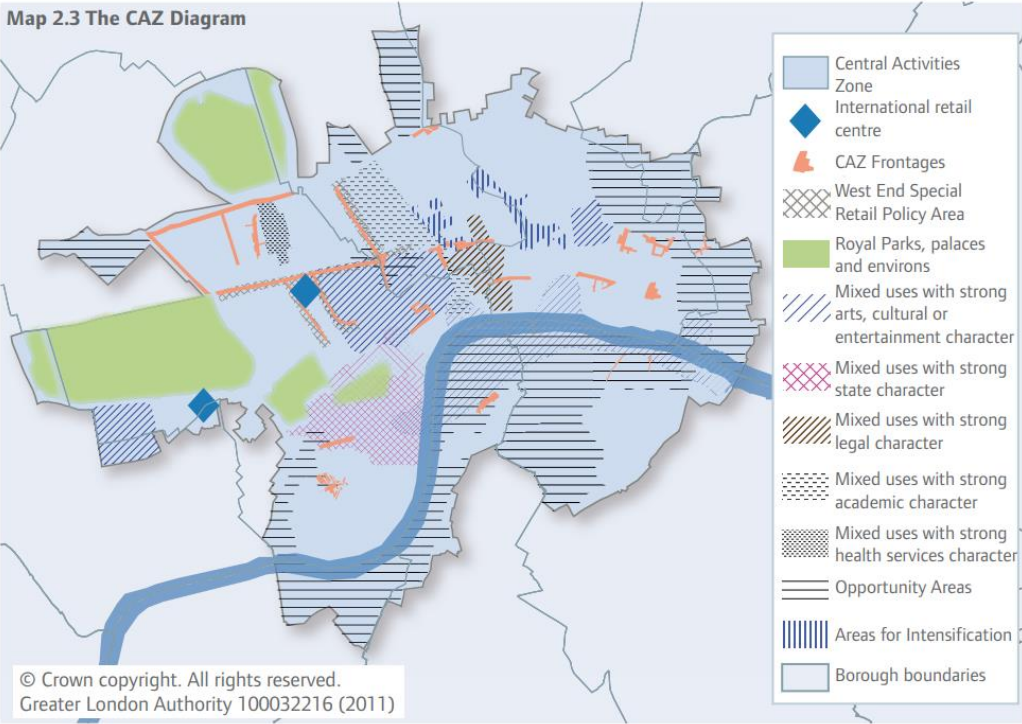 Map 2.3 The CAZ Diagram
Central Activities
Zone
International retail
centre
CAZ Frontages
West End Special
Retail Policy Area
Royal Parks, palaces
and environs
Mixed uses with strong
arts, cultural or
entertainment character
Mixed uses with strong
state character
Mixed uses with strong
legal character
Mixed uses with strong
academic character
Mixed uses with strong
health services character
Opportunity Areas
Areas for Intensification
Borough boundaries
© Crown copyright. All rights reserved.
Greater London Authority 100032216 (2011)